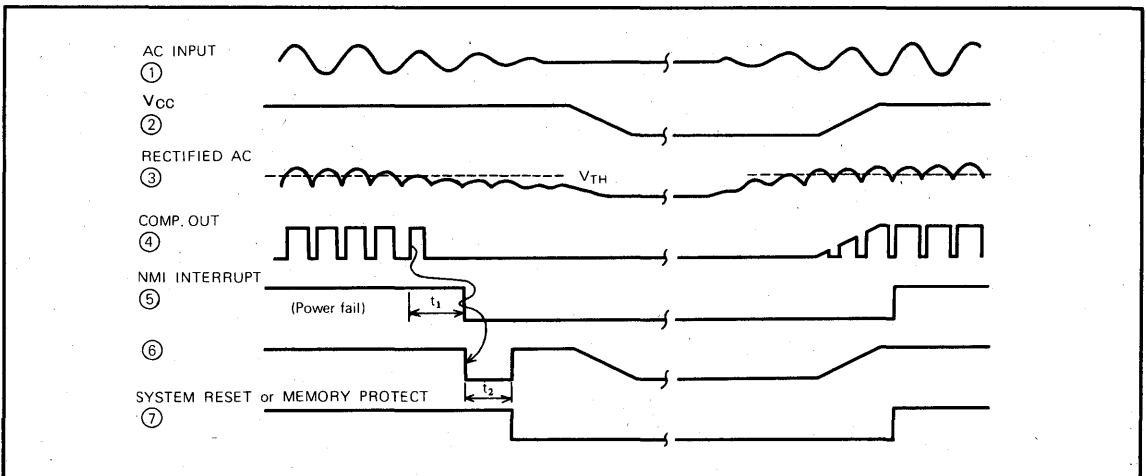 AC INPUT
①
VCC
②
RECTIFIED AC
③
VTH
COMP. OUT
④
NMI INTERRUPT
⑤
(Power fail)
t₁
⑥
t₂
SYSTEM RESET or MEMORY PROTECT
⑦